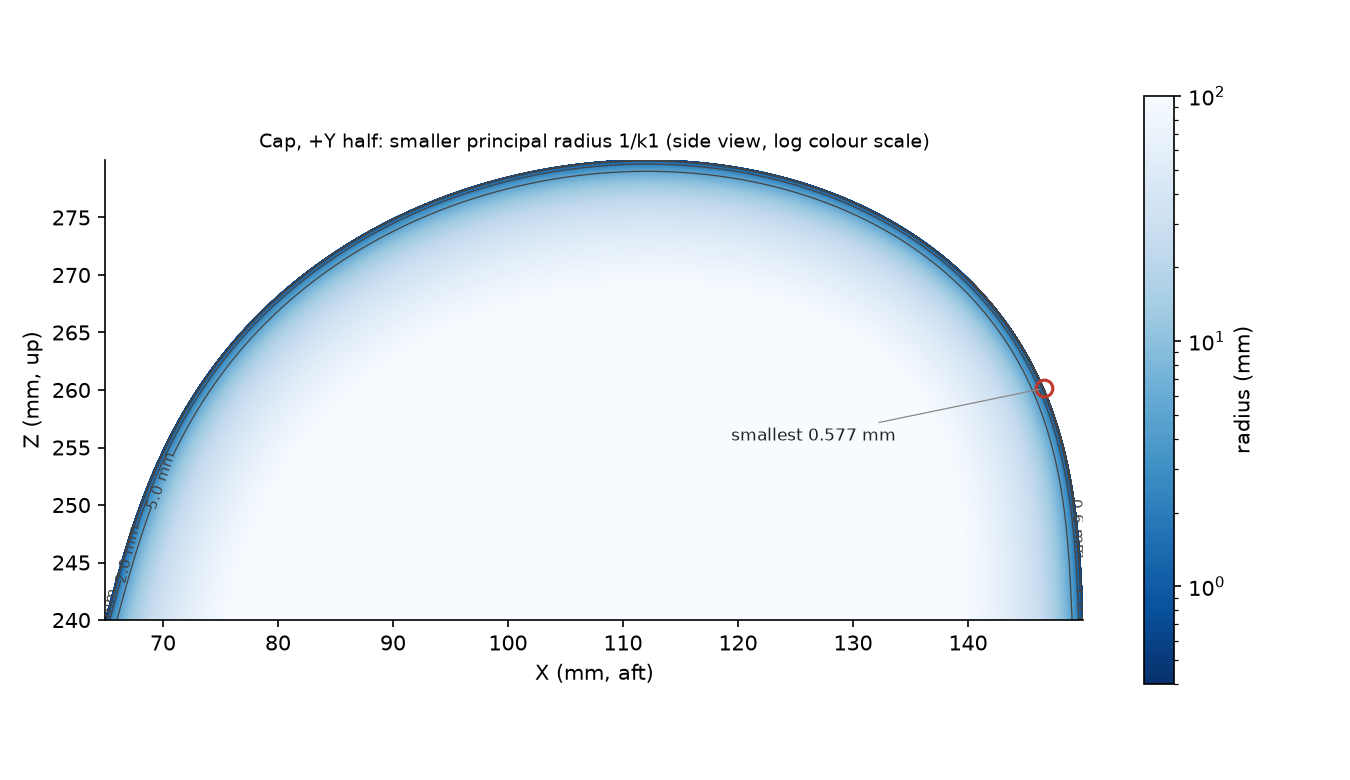 Cap, +Y half: smaller principal radius 1/k1 (side view, log colour scale)
275
270
265
260
255
250
245
240
70
80
90
100
110
120
130
140
X (mm, aft)
Z (mm, up)
smallest 0.577 mm
5.0 mm
2.0 mm
10²
10¹
10⁰
radius (mm)